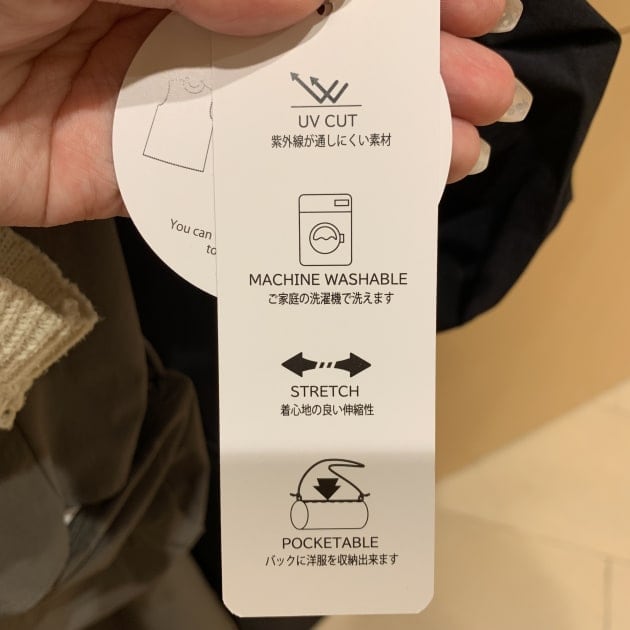 UV CUT
紫外線が通しにくい素材
You can
to
MACHINE WASHABLE
ご家庭の洗濯機で洗えます
STRETCH
着心地の良い伸縮性
POCKETABLE
バックに洋服を収納出来ます